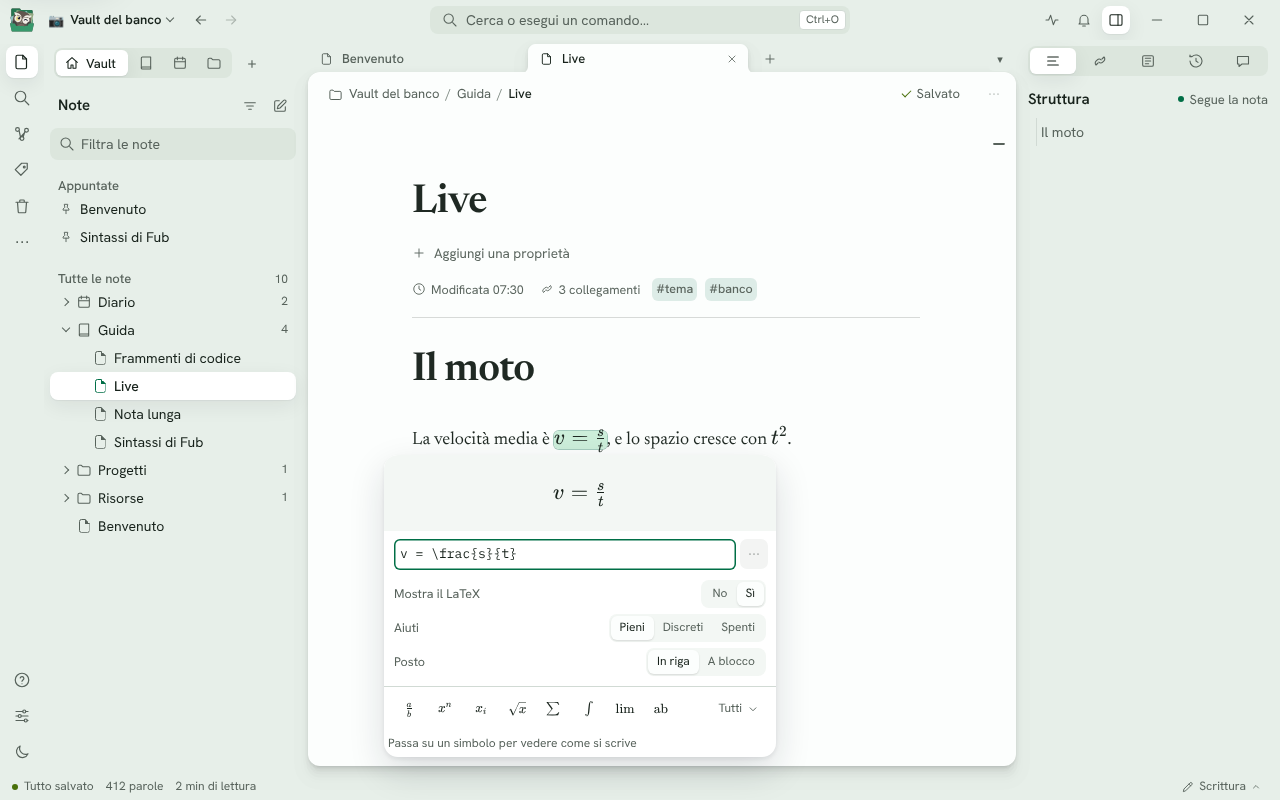 Vault del banco
Cerca o esegui un comando...
Ctrl+O
Vault
Benvenuto
Live
Note
Filtra le note
Appuntate
Benvenuto
Sintassi di Fub
Tutte le note 10
Diario 2
Guida 4
Frammenti di codice
Live
Nota lunga
Sintassi di Fub
Progetti 1
Risorse 1
Benvenuto
Vault del banco / Guida / Live
Salvato
Live
Aggiungi una proprietà
Modificata 07:30 3 collegamenti #tema #banco
Il moto
La velocità media è v = s/t, e lo spazio cresce con t².
v = s/t
v = \frac{s}{t}
Mostra il LaTeX No Sì
Aiuti Pieni Discreti Spenti
Posto In riga A blocco
a/b xⁿ xᵢ √x ∑ ∫ lim ab Tutti
Passa su un simbolo per vedere come si scrive
Struttura Segue la nota
Il moto
Tutto salvato 412 parole 2 min di lettura
Scrittura